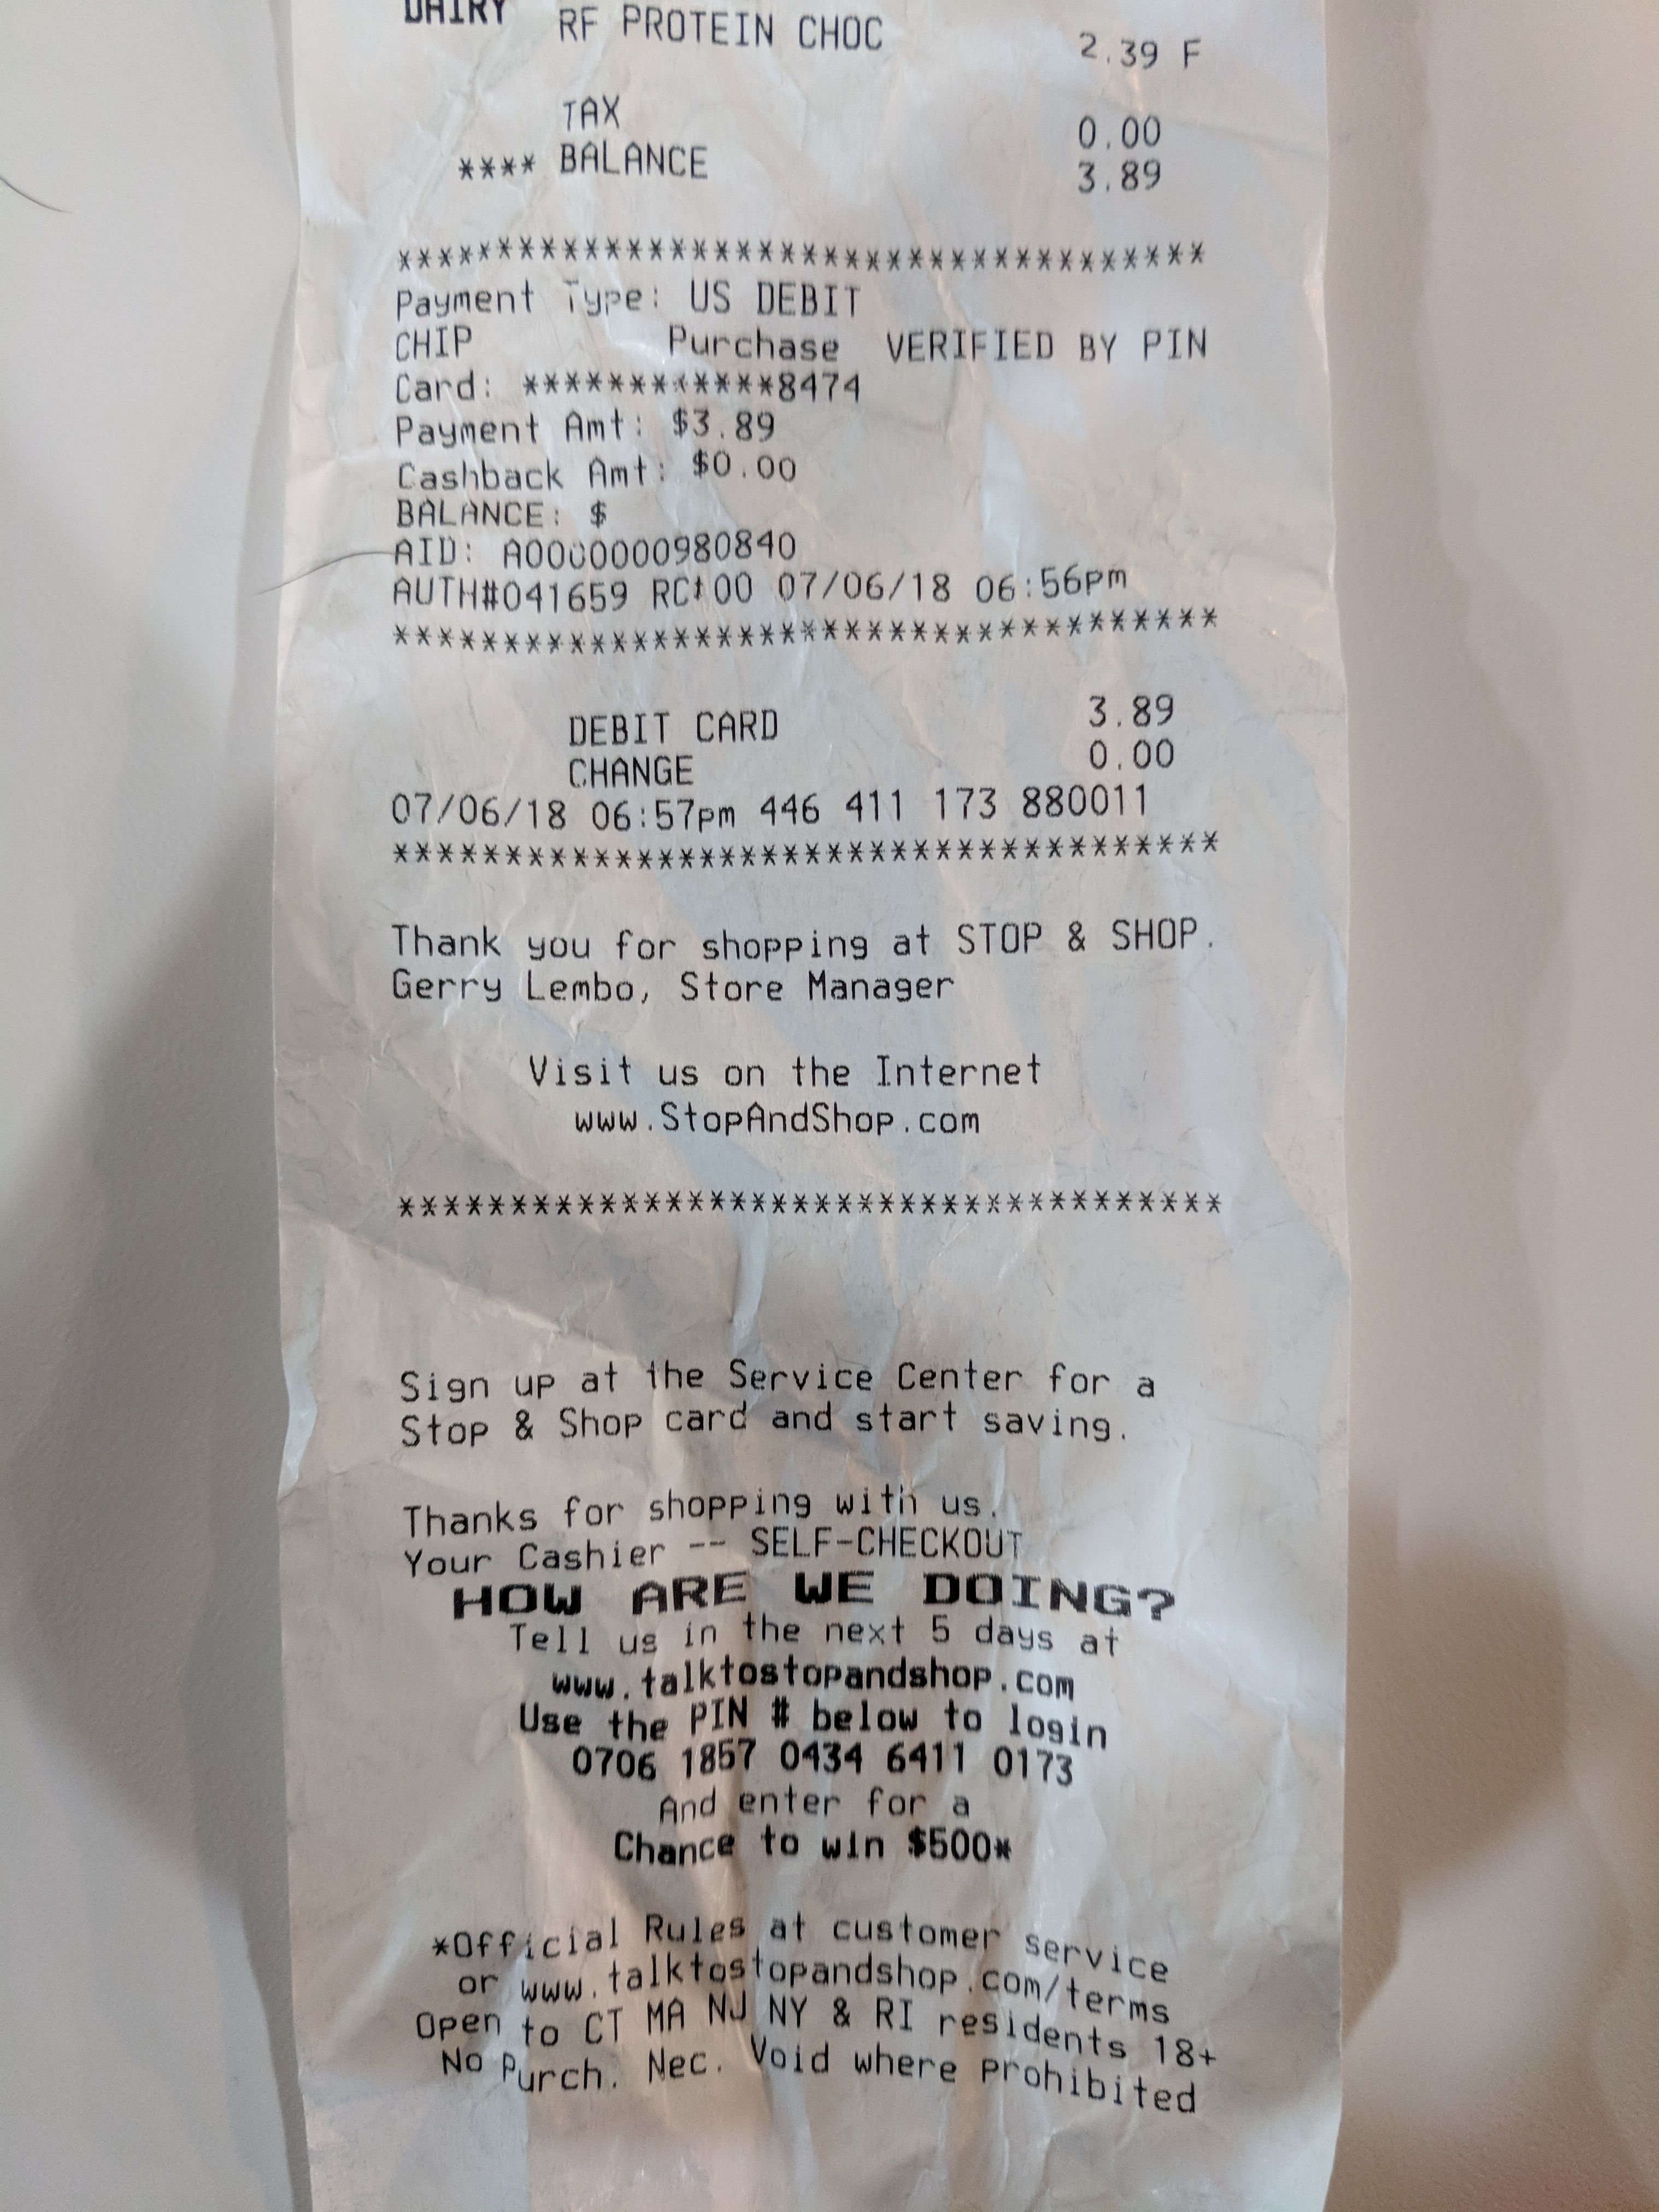 DAIRY
RF PROTEIN CHOC 2.39 F
TAX 0.00
**** BALANCE 3.89
**************************************
Payment Type: US DEBIT
CHIP Purchase VERIFIED BY PIN
Card: ************8474
Payment Amt: $3.89
Cashback Amt: $0.00
BALANCE: $
AID: A0000000980840
AUTH#041659 RC#00 07/06/18 06:56pm
**************************************
DEBIT CARD 3.89
CHANGE 0.00
07/06/18 06:57pm 446 411 173 880011
**************************************
Thank you for shopping at STOP & SHOP.
Gerry Lembo, Store Manager
Visit us on the Internet
www.StopAndShop.com
**************************************
Sign up at the Service Center for a
Stop & Shop card and start saving.
Thanks for shopping with us.
Your Cashier -- SELF-CHECKOUT
HOW ARE WE DOING?
Tell us in the next 5 days at
www.talktostopandshop.com
Use the PIN # below to login
0706 1857 0434 6411 0173
And enter for a
Chance to win $500*
*Official Rules at customer service
or www.talktostopandshop.com/terms
Open to CT MA NJ NY & RI residents 18+
No Purch. Nec. Void where prohibited